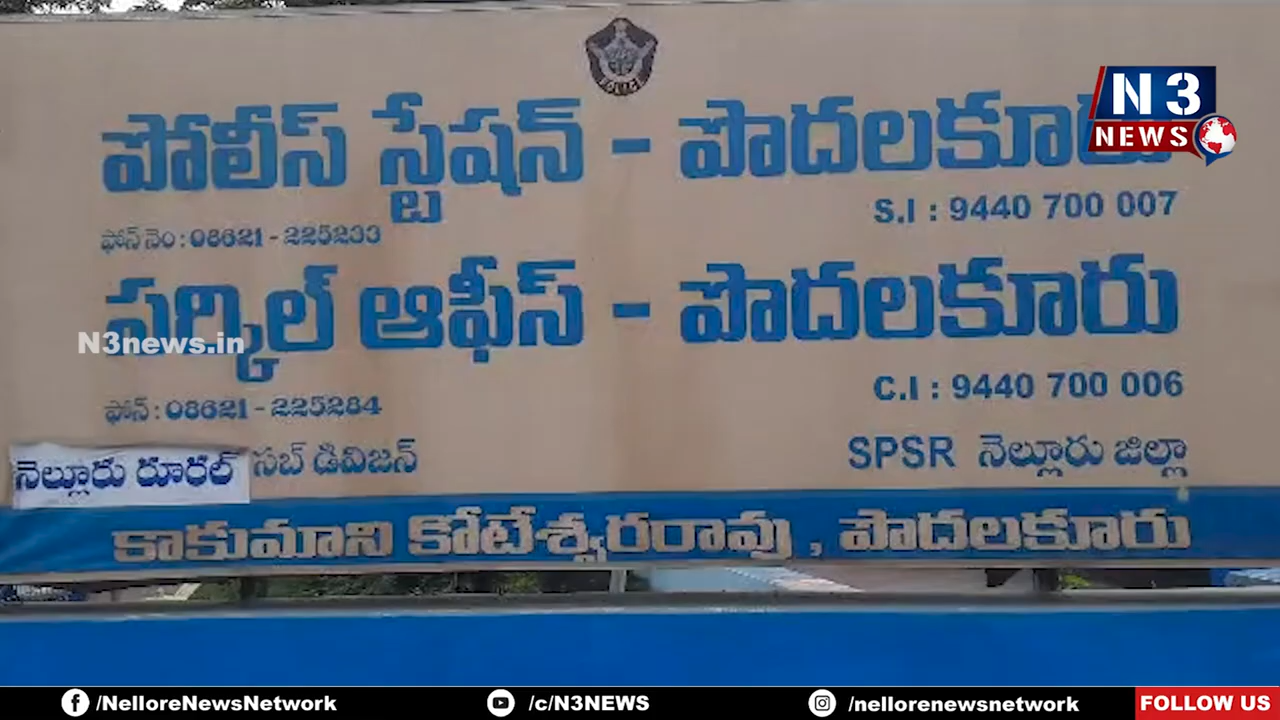 POLICE
పోలీస్ స్టేషన్ - పొదలకూరు
N3
NEWS
S.I : 9440 700 007
ఫోన్ నెం : 08621 - 225233
సర్కిల్ ఆఫీస్ - పొదలకూరు
N3news.in
C.I : 9440 700 006
ఫోన్ : 08621 - 225284
నెల్లూరు రూరల్ సబ్ డివిజన్
SPSR నెల్లూరు జిల్లా
కాకుమాని కోటేశ్వరరావు , పొదలకూరు
/NelloreNewsNetwork
/c/N3NEWS
/nellorenewsnetwork
FOLLOW US